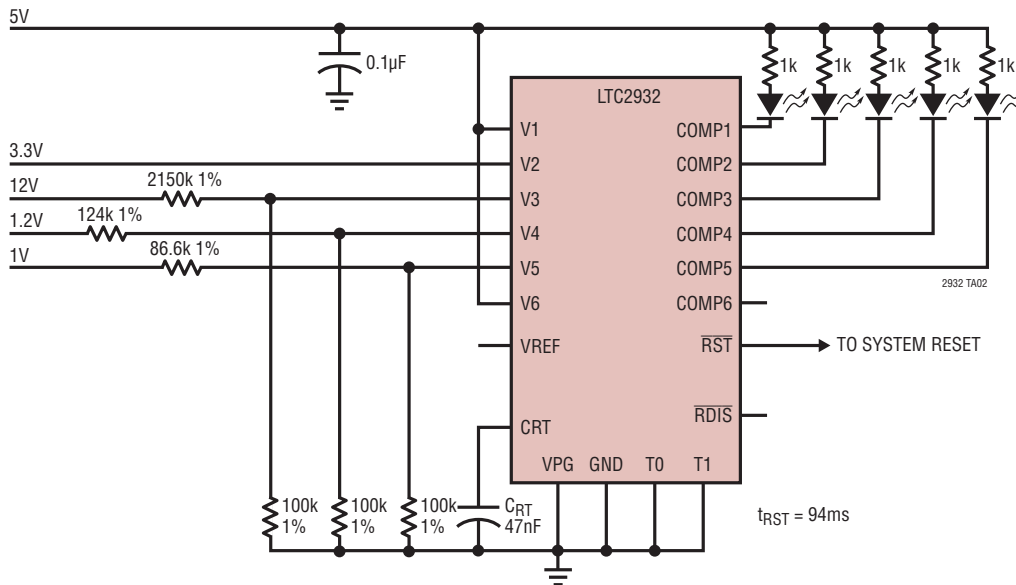 5V
0.1µF
1k 1k 1k 1k 1k
LTC2932
V1
COMP1
3.3V
V2
COMP2
12V
2150k 1%
V3
COMP3
1.2V
124k 1%
V4
COMP4
1V
86.6k 1%
V5
COMP5
2932 TA02
V6
COMP6
VREF
RST
TO SYSTEM RESET
CRT
RDIS
VPG GND T0 T1
100k
1%
100k
1%
100k
1%
CRT
47nF
tRST = 94ms